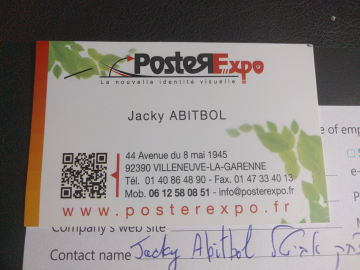 PosterExpo
La nouvelle identité visuelle
Jacky ABITBOL
44 Avenue du 8 mai 1945
92390 VILLENEUVE-LA-GARENNE
Tél. 01 40 86 48 90 - Fax. 01 47 33 40 13
Mob. 06 12 58 08 51 - info@posterexpo.fr
www.posterexpo.fr
e of emp
e-
p
Company's web site
Contact name Jacky Abitbol